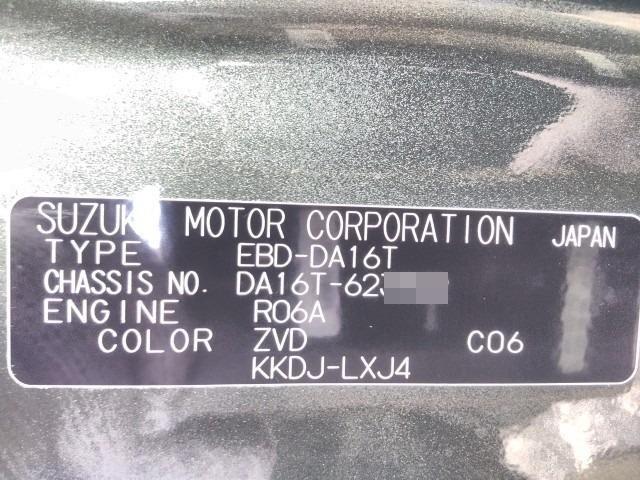 SUZUKI MOTOR CORPORATION JAPAN
TYPE EBD-DA16T
CHASSIS NO. DA16T-62
ENGINE R06A
COLOR ZVD C06
KKDJ-LXJ4